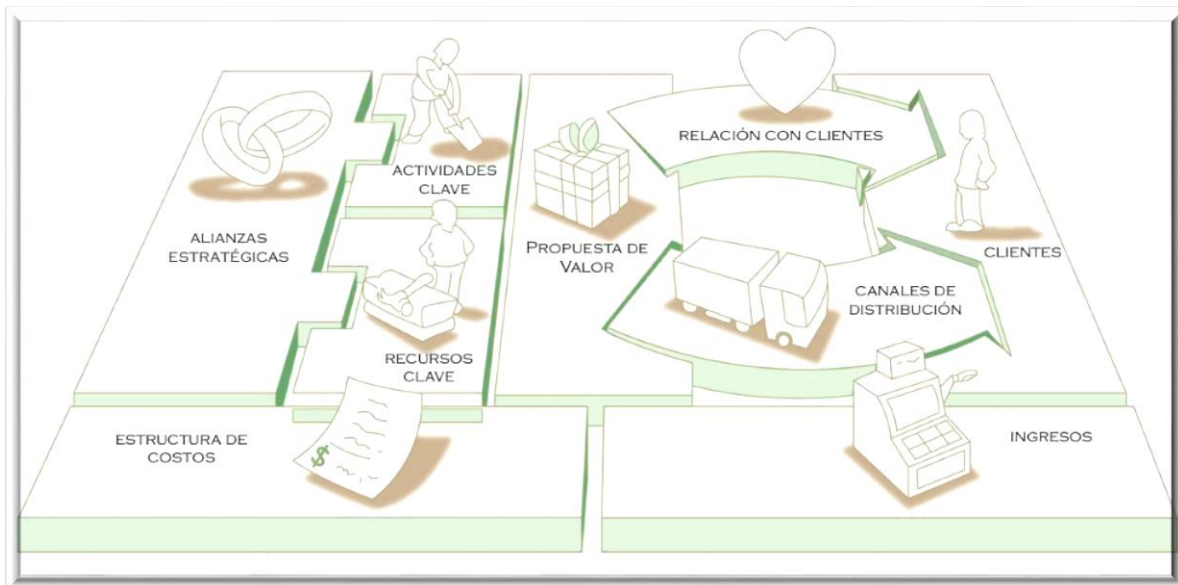 RELACIÓN CON CLIENTES
ACTIVIDADES
CLAVE
ALIANZAS
ESTRATÉGICAS
PROPUESTA DE
VALOR
CLIENTES
CANALES DE
DISTRIBUCIÓN
RECURSOS
CLAVE
ESTRUCTURA DE
COSTOS
$
INGRESOS